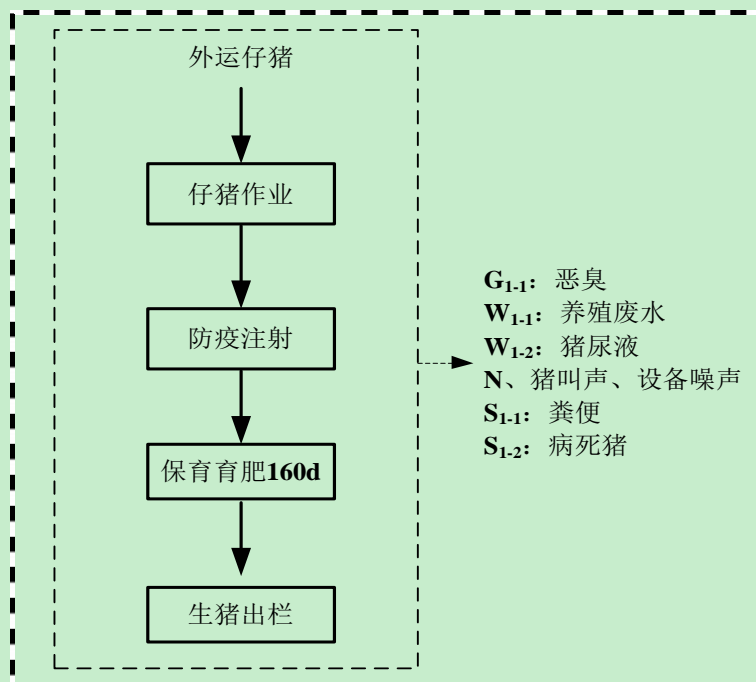 外运仔猪
仔猪作业
防疫注射
保育育肥160d
生猪出栏
G1-1：恶臭
W1-1：养殖废水
W1-2：猪尿液
N、猪叫声、设备噪声
S1-1：粪便
S1-2：病死猪